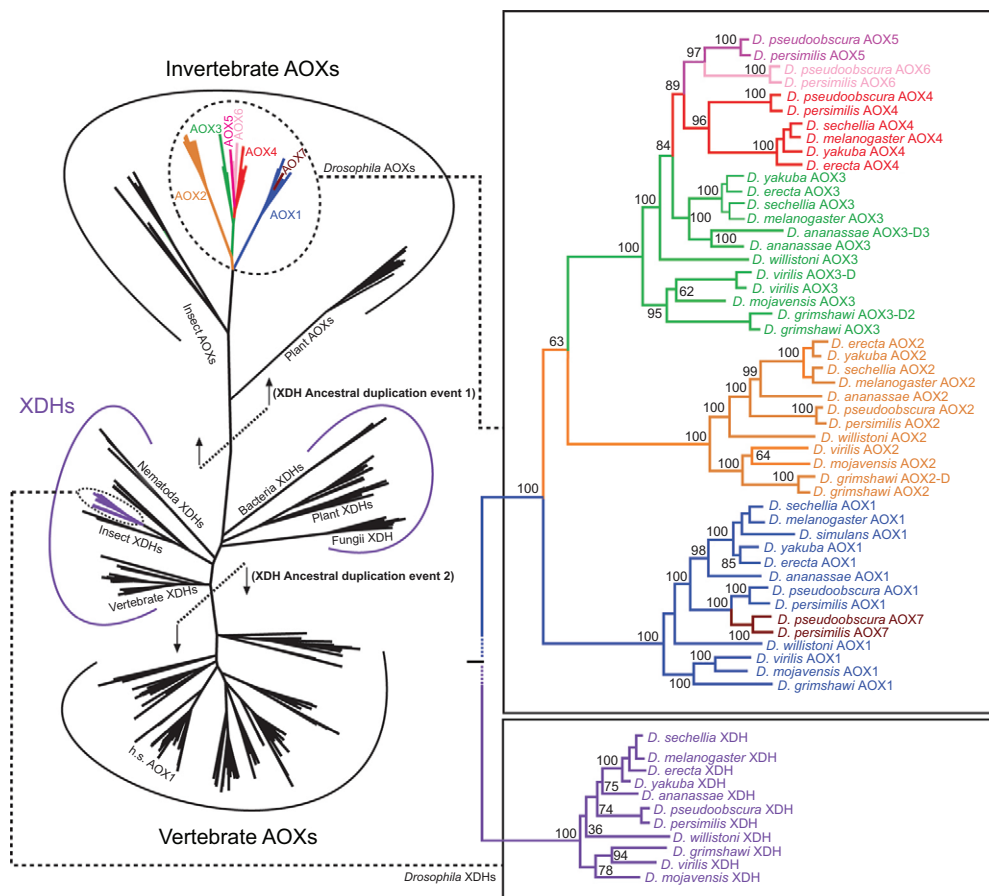 Invertebrate AOXs
AOX3
AOX5
AOX6
AOX4
AOX7
AOX2
AOX1
Drosophila AOXs
Insect AOXs
Plant AOXs
(XDH Ancestral duplication event 1)
XDHs
Nematoda XDHs
Bacteria XDHs
Plant XDHs
Fungii XDH
Insect XDHs
Vertebrate XDHs
(XDH Ancestral duplication event 2)
h.s. AOX1
Vertebrate AOXs
Drosophila XDHs
100 D. pseudoobscura AOX5
97 D. persimilis AOX5
100 D. pseudoobscura AOX6
D. persimilis AOX6
89
100 D. pseudoobscura AOX4
D. persimilis AOX4
96
100 D. sechellia AOX4
D. melanogaster AOX4
D. yakuba AOX4
D. erecta AOX4
84
100 D. yakuba AOX3
D. erecta AOX3
D. sechellia AOX3
100 D. melanogaster AOX3
D. ananassae AOX3-D3
100 D. ananassae AOX3
100
D. willistoni AOX3
D. virilis AOX3-D
D. virilis AOX3
62
D. mojavensis AOX3
95
D. grimshawi AOX3-D2
100 D. grimshawi AOX3
63
D. erecta AOX2
100 D. yakuba AOX2
D. sechellia AOX2
99
D. melanogaster AOX2
D. ananassae AOX2
100
D. pseudoobscura AOX2
100 D. persimilis AOX2
100
D. willistoni AOX2
D. virilis AOX2
64
D. mojavensis AOX2
100
100 D. grimshawi AOX2-D
D. grimshawi AOX2
100
D. sechellia AOX1
100 D. melanogaster AOX1
D. simulans AOX1
98
D. yakuba AOX1
85 D. erecta AOX1
100
D. ananassae AOX1
100 D. pseudoobscura AOX1
D. persimilis AOX1
100
D. pseudoobscura AOX7
100 D. persimilis AOX7
100
D. willistoni AOX1
100 D. virilis AOX1
D. mojavensis AOX1
100 D. grimshawi AOX1
D. sechellia XDH
D. melanogaster XDH
100 D. erecta XDH
D. yakuba XDH
75
D. ananassae XDH
74 D. pseudoobscura XDH
D. persimilis XDH
100
36 D. willistoni XDH
D. grimshawi XDH
94
D. virilis XDH
78 D. mojavensis XDH